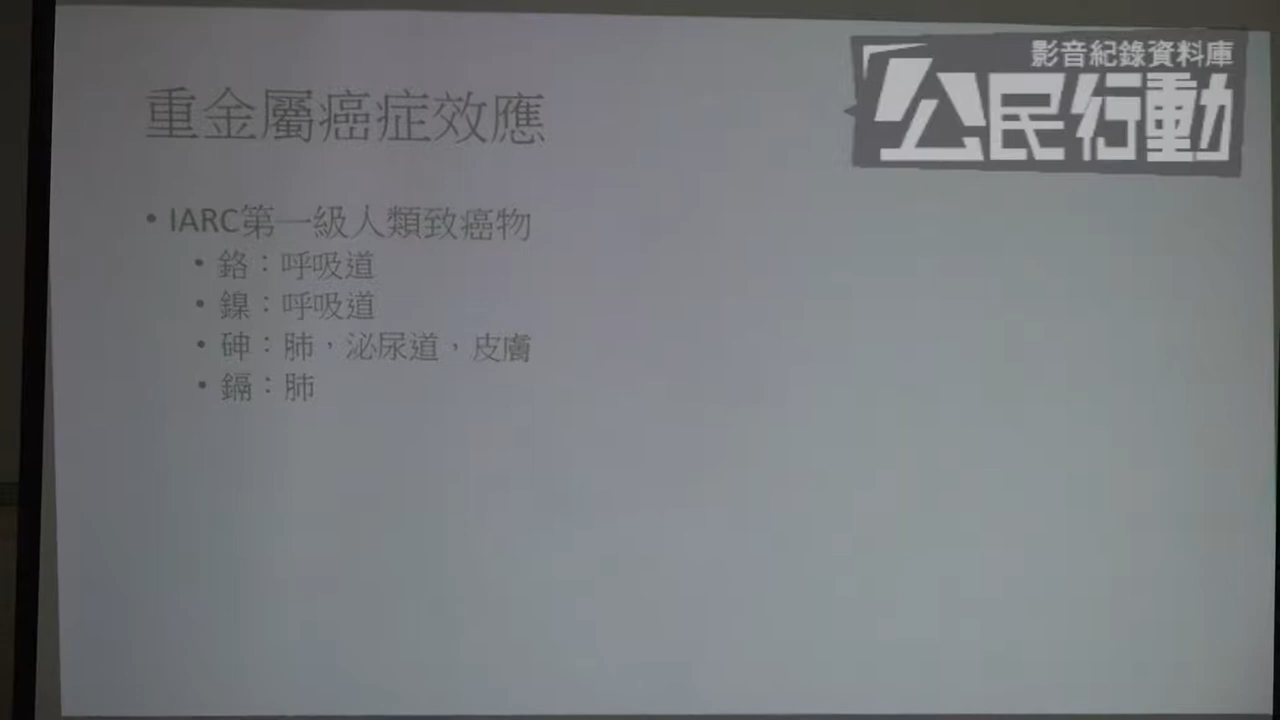 影音紀錄資料庫
公民行動
重金屬癌症效應
• IARC第一級人類致癌物
• 鉻：呼吸道
• 鎳：呼吸道
• 砷：肺，泌尿道，皮膚
• 鎘：肺